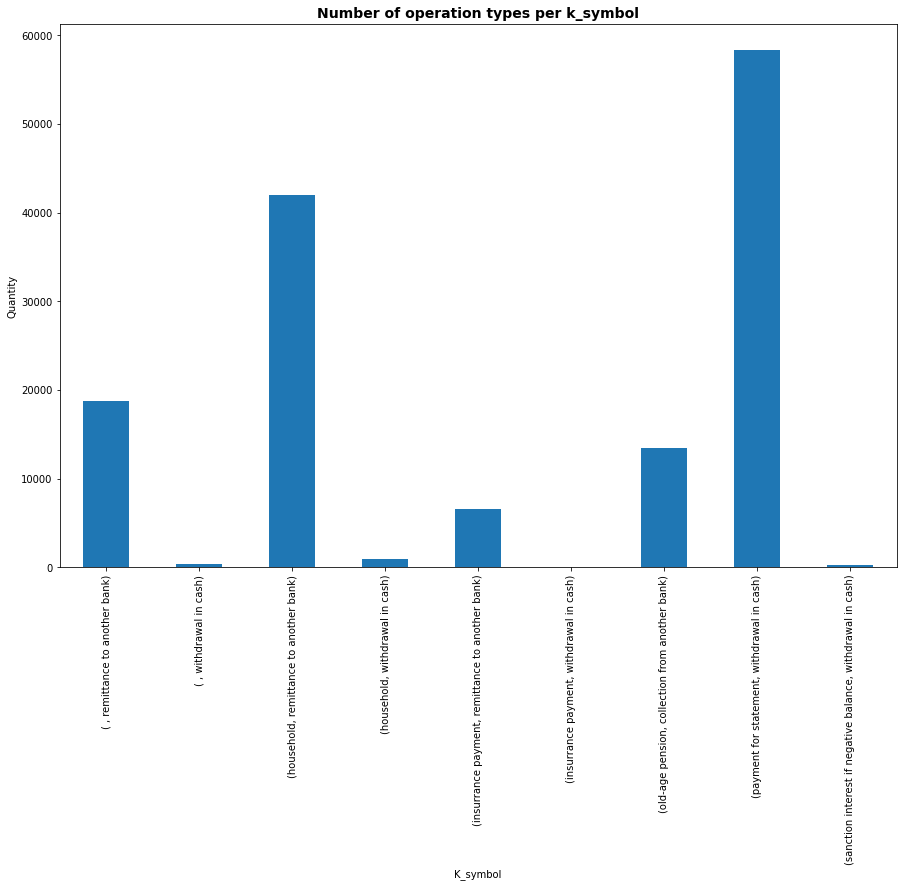 Number of operation types per k_symbol
Quantity
60000
50000
40000
30000
20000
10000
0
( , remittance to another bank)
( , withdrawal in cash)
(household, remittance to another bank)
(household, withdrawal in cash)
(insurrance payment, remittance to another bank)
(insurrance payment, withdrawal in cash)
(old-age pension, collection from another bank)
(payment for statement, withdrawal in cash)
(sanction interest if negative balance, withdrawal in cash)
K_symbol